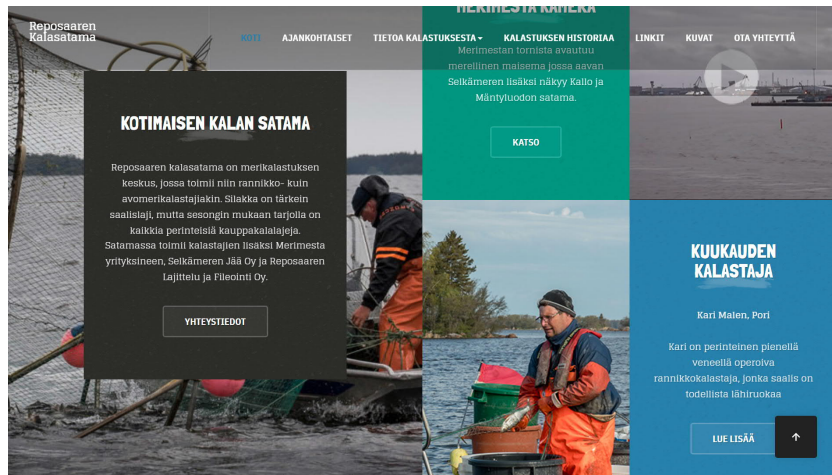 Reposaaren
Kalasatama
KOTI
AJANKOHTAISET
TIETOA KALASTUKSESTA
KALASTUKSEN HISTORIAA
LINKIT
KUVAT
OTA YHTEYTTÄ
KOTIMAISEN KALAN SATAMA
Reposaaren kalasatama on merikalastuksen
keskus, jossa toimii niin rannikko- kuin
avomerikalastajiakin. Silakka on tärkein
saalislaji, mutta sesongin mukaan tarjolla on
kaikkia perinteisiä kauppakalalajeja.
Satamassa toimii kalastajien lisäksi Merimesta
yrityksineen, Selkämeren Jää Oy ja Reposaaren
Lajittelu ja Fileointi Oy.
YHTEYSTIEDOT
MERIMESTA KAMERA
Merimestan tornista avautuu
merellinen maisema jossa aavan
Selkämeren lisäksi näkyy Kallo ja
Mäntyluodon satama.
KATSO
KUUKAUDEN
KALASTAJA
Kari Malen, Pori
Kari on perinteinen pienellä
veneellä operoiva
rannikkokalastaja, jonka saalis on
todellista lähiruokaa
LUE LISÄÄ